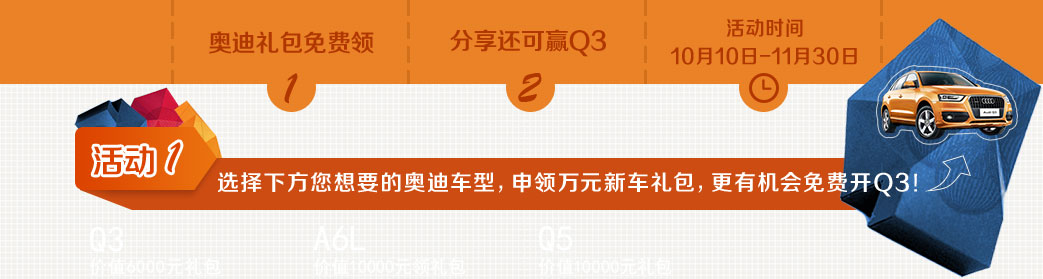 奥迪礼包免费领
1
分享还可赢Q3
2
活动时间
10月10日-11月30日
活动 1
选择下方您想要的奥迪车型,申领万元新车礼包,更有机会免费开Q3!
Q3
价值6000元礼包
A6L
价值10000元领礼包
Q5
价值10000元礼包